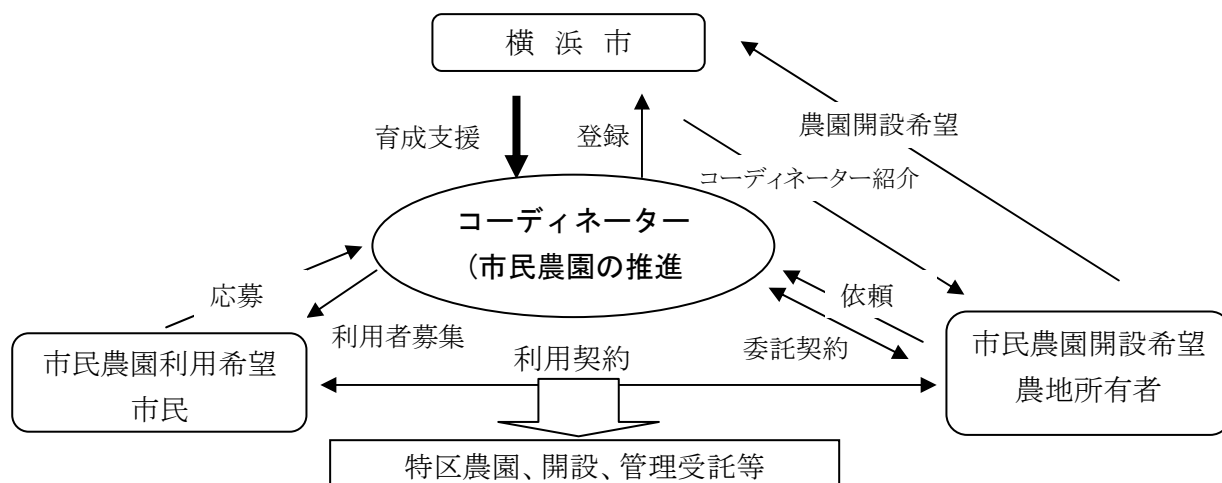 横 浜 市
農園開設希望
育成支援
登録
コーディネーター紹介
コーディネーター
(市民農園の推進
応募
依頼
利用者募集
委託契約
利用契約
市民農園利用希望
市民
市民農園開設希望
農地所有者
特区農園、開設、管理受託等